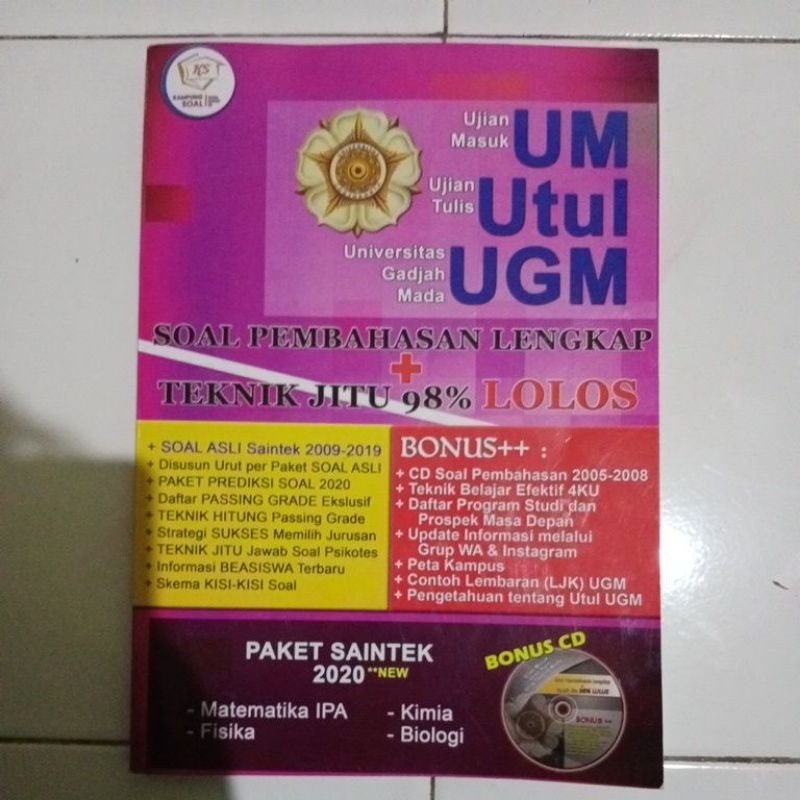 KS
KAMPUNG
SOAL
Ujian
Masuk UM
Ujian
Tulis Utul
Universitas
Gadjah
Mada UGM
SOAL PEMBAHASAN LENGKAP
+
TEKNIK JITU 98% LOLOS
+ SOAL ASLI Saintek 2009-2019
+ Disusun Urut per Paket SOAL ASLI
+ PAKET PREDIKSI SOAL 2020
+ Daftar PASSING GRADE Ekslusif
+ TEKNIK HITUNG Passing Grade
+ Strategi SUKSES Memilih Jurusan
+ TEKNIK JITU Jawab Soal Psikotes
+ Informasi BEASISWA Terbaru
+ Skema KISI-KISI Soal
BONUS++ :
+ CD Soal Pembahasan 2005-2008
+ Teknik Belajar Efektif 4KU
+ Daftar Program Studi dan
Prospek Masa Depan
+ Update Informasi melalui
Grup WA & Instagram
+ Peta Kampus
+ Contoh Lembaran (LJK) UGM
+ Pengetahuan tentang Utul UGM
PAKET SAINTEK
2020 **NEW
- Matematika IPA
- Fisika
- Kimia
- Biologi
BONUS CD
BONUS ++